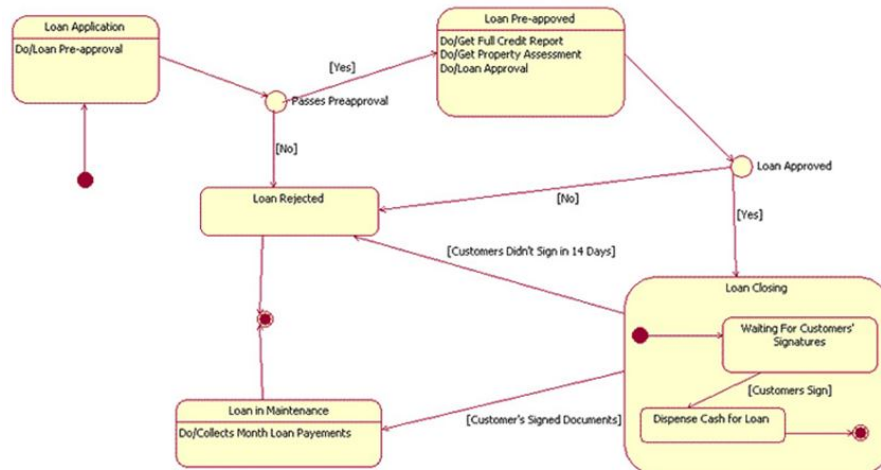 Loan Application
Do/Loan Pre-approval
Loan Pre-appoved
Do/Get Full Credit Report
Do/Get Property Assessment
Do/Loan Approval
[Yes]
Passes Preapproval
[No]
Loan Approved
[No]
[Yes]
Loan Rejected
[Customers Didn't Sign in 14 Days]
Loan Closing
Waiting For Customers'
Signatures
[Customers Sign]
Dispense Cash for Loan
[Customer's Signed Documents]
Loan in Maintenance
Do/Collects Month Loan Payements